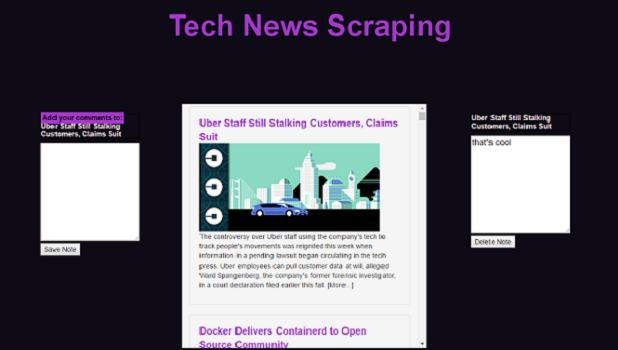 Tech News Scraping
Add your comments to:
Uber Staff Still Stalking
Customers, Claims Suit
Save Note
Uber Staff Still Stalking Customers, Claims
Suit
The controversy over Uber staff using the company's tech to
track people's movements was reignited this week when
information in a pending lawsuit began circulating in the tech
press. Uber employees can pull customer data at will, alleged
Ward Spangenberg, the company's former forensic investigator,
in a court declaration filed earlier this fall. [More...]
Docker Delivers Containerd to Open
Source Community
Uber Staff Still Stalking
Customers, Claims Suit
that's cool
Delete Note